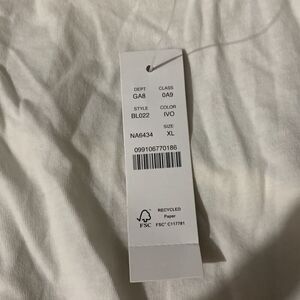 DEPT CLASS
GA8 0A9
STYLE COLOR
BL022 IVO
SIZE
NA6434 XL
099106770186
RECYCLED
Paper
FSC
FSC® C117781